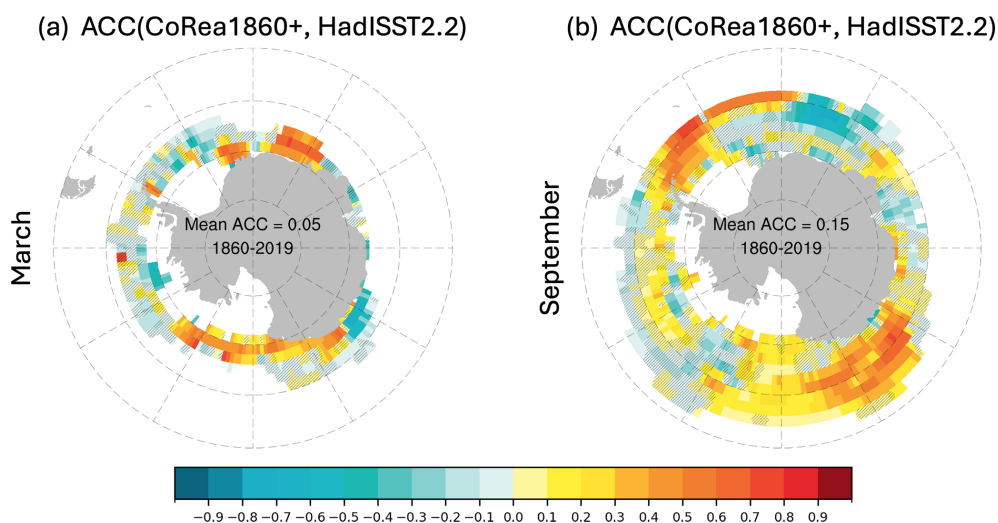 (a) ACC(CoRea1860+, HadISST2.2)
(b) ACC(CoRea1860+, HadISST2.2)
March
Mean ACC = 0.05
1860-2019
September
Mean ACC = 0.15
1860-2019
−0.9 −0.8 −0.7 −0.6 −0.5 −0.4 −0.3 −0.2 −0.1 0.0 0.1 0.2 0.3 0.4 0.5 0.6 0.7 0.8 0.9